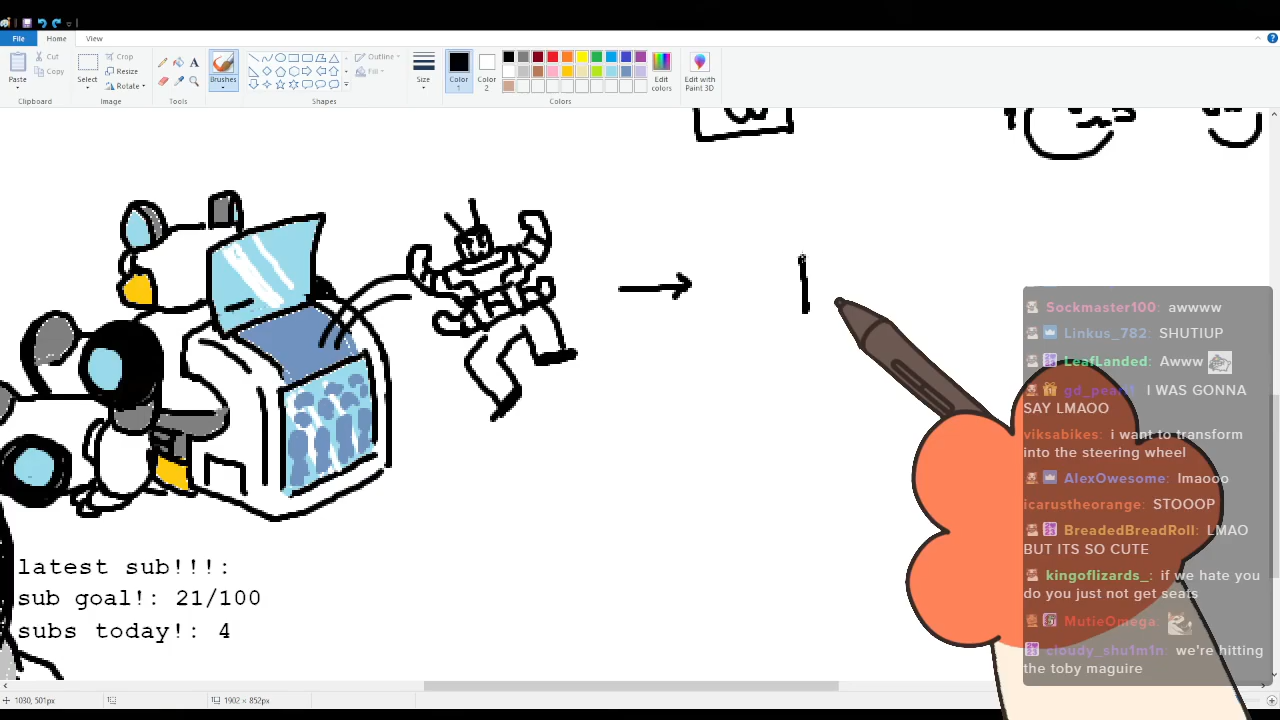 File
Home
View
Paste
Cut
Copy
Clipboard
Select
Crop
Resize
Rotate
Image
A
Tools
Brushes
Outline
Fill
Shapes
Size
Color
1
Color
2
Edit
colors
Colors
Edit with
Paint 3D
Sockmaster100: awwww
Linkus_782: SHUTIUP
LeafLanded: Awww
gd_pearl!: I WAS GONNA
SAY LMAOO
viksabikes: i want to transform
into the steering wheel
AlexOwesome: lmaooo
icarustheorange: STOOOP
BreadedBreadRoll: LMAO
BUT ITS SO CUTE
kingoflizards_: if we hate you
do you just not get seats
MutieOmega:
cloudy_shu1m1n: we're hitting
the toby maguire
latest sub!!!:
sub goal!: 21/100
subs today!: 4
1030, 501px
1902 × 852px